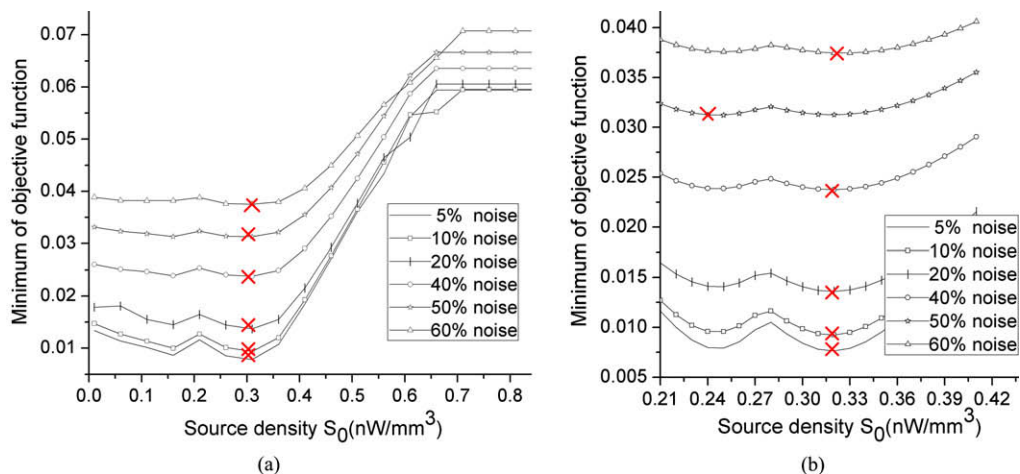 0.07
0.06
0.05
0.04
0.03
0.02
0.01
Minimum of objective function
0.0 0.1 0.2 0.3 0.4 0.5 0.6 0.7 0.8
Source density S0(nW/mm3)
5% noise
10% noise
20% noise
40% noise
50% noise
60% noise
(a)
0.040
0.035
0.030
0.025
0.020
0.015
0.010
0.005
Minimum of objective function
0.21 0.24 0.27 0.30 0.33 0.36 0.39 0.42
Source density S0(nW/mm3)
5% noise
10% noise
20% noise
40% noise
50% noise
60% noise
(b)